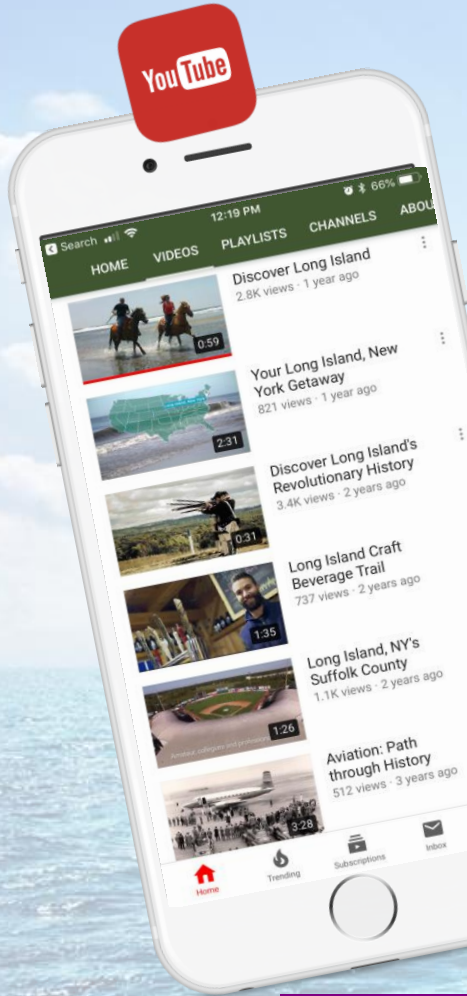 YouTube
Search 12:19 PM 66%
HOME VIDEOS PLAYLISTS CHANNELS ABOU
Discover Long Island
2.8K views · 1 year ago
0:59
Your Long Island, New
York Getaway
821 views · 1 year ago
2:31
Discover Long Island's
Revolutionary History
3.4K views · 2 years ago
0:31
Long Island Craft
Beverage Trail
737 views · 2 years ago
1:35
Long Island, NY's
Suffolk County
1.1K views · 2 years ago
1:26
Amateur, collegiate and professional
Aviation: Path
through History
512 views · 3 years ago
3:28
Home Trending Subscriptions Inbox